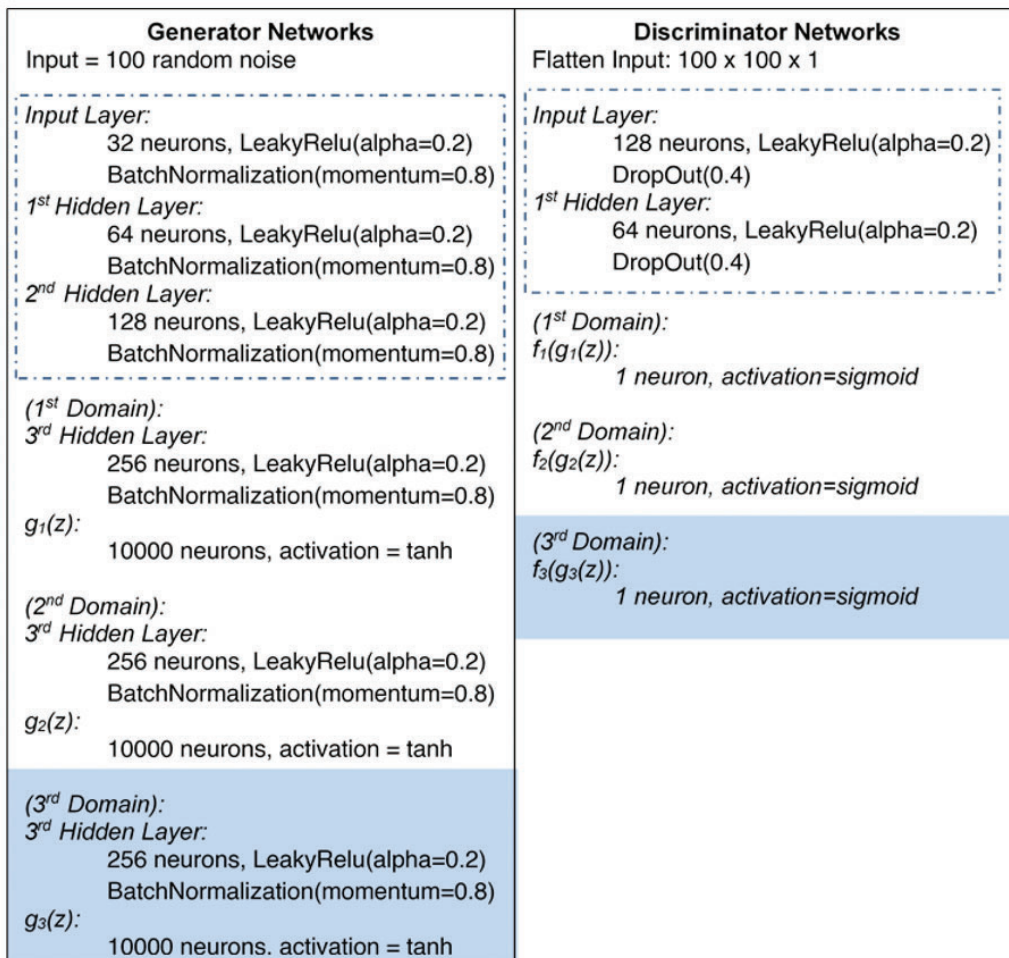 Generator Networks
Input = 100 random noise
Input Layer:
32 neurons, LeakyRelu(alpha=0.2)
BatchNormalization(momentum=0.8)
1st Hidden Layer:
64 neurons, LeakyRelu(alpha=0.2)
BatchNormalization(momentum=0.8)
2nd Hidden Layer:
128 neurons, LeakyRelu(alpha=0.2)
BatchNormalization(momentum=0.8)
(1st Domain):
3rd Hidden Layer:
256 neurons, LeakyRelu(alpha=0.2)
BatchNormalization(momentum=0.8)
g1(z):
10000 neurons, activation = tanh
(2nd Domain):
3rd Hidden Layer:
256 neurons, LeakyRelu(alpha=0.2)
BatchNormalization(momentum=0.8)
g2(z):
10000 neurons, activation = tanh
(3rd Domain):
3rd Hidden Layer:
256 neurons, LeakyRelu(alpha=0.2)
BatchNormalization(momentum=0.8)
g3(z):
10000 neurons. activation = tanh
Discriminator Networks
Flatten Input: 100 x 100 x 1
Input Layer:
128 neurons, LeakyRelu(alpha=0.2)
DropOut(0.4)
1st Hidden Layer:
64 neurons, LeakyRelu(alpha=0.2)
DropOut(0.4)
(1st Domain):
f1(g1(z)):
1 neuron, activation=sigmoid
(2nd Domain):
f2(g2(z)):
1 neuron, activation=sigmoid
(3rd Domain):
f3(g3(z)):
1 neuron, activation=sigmoid